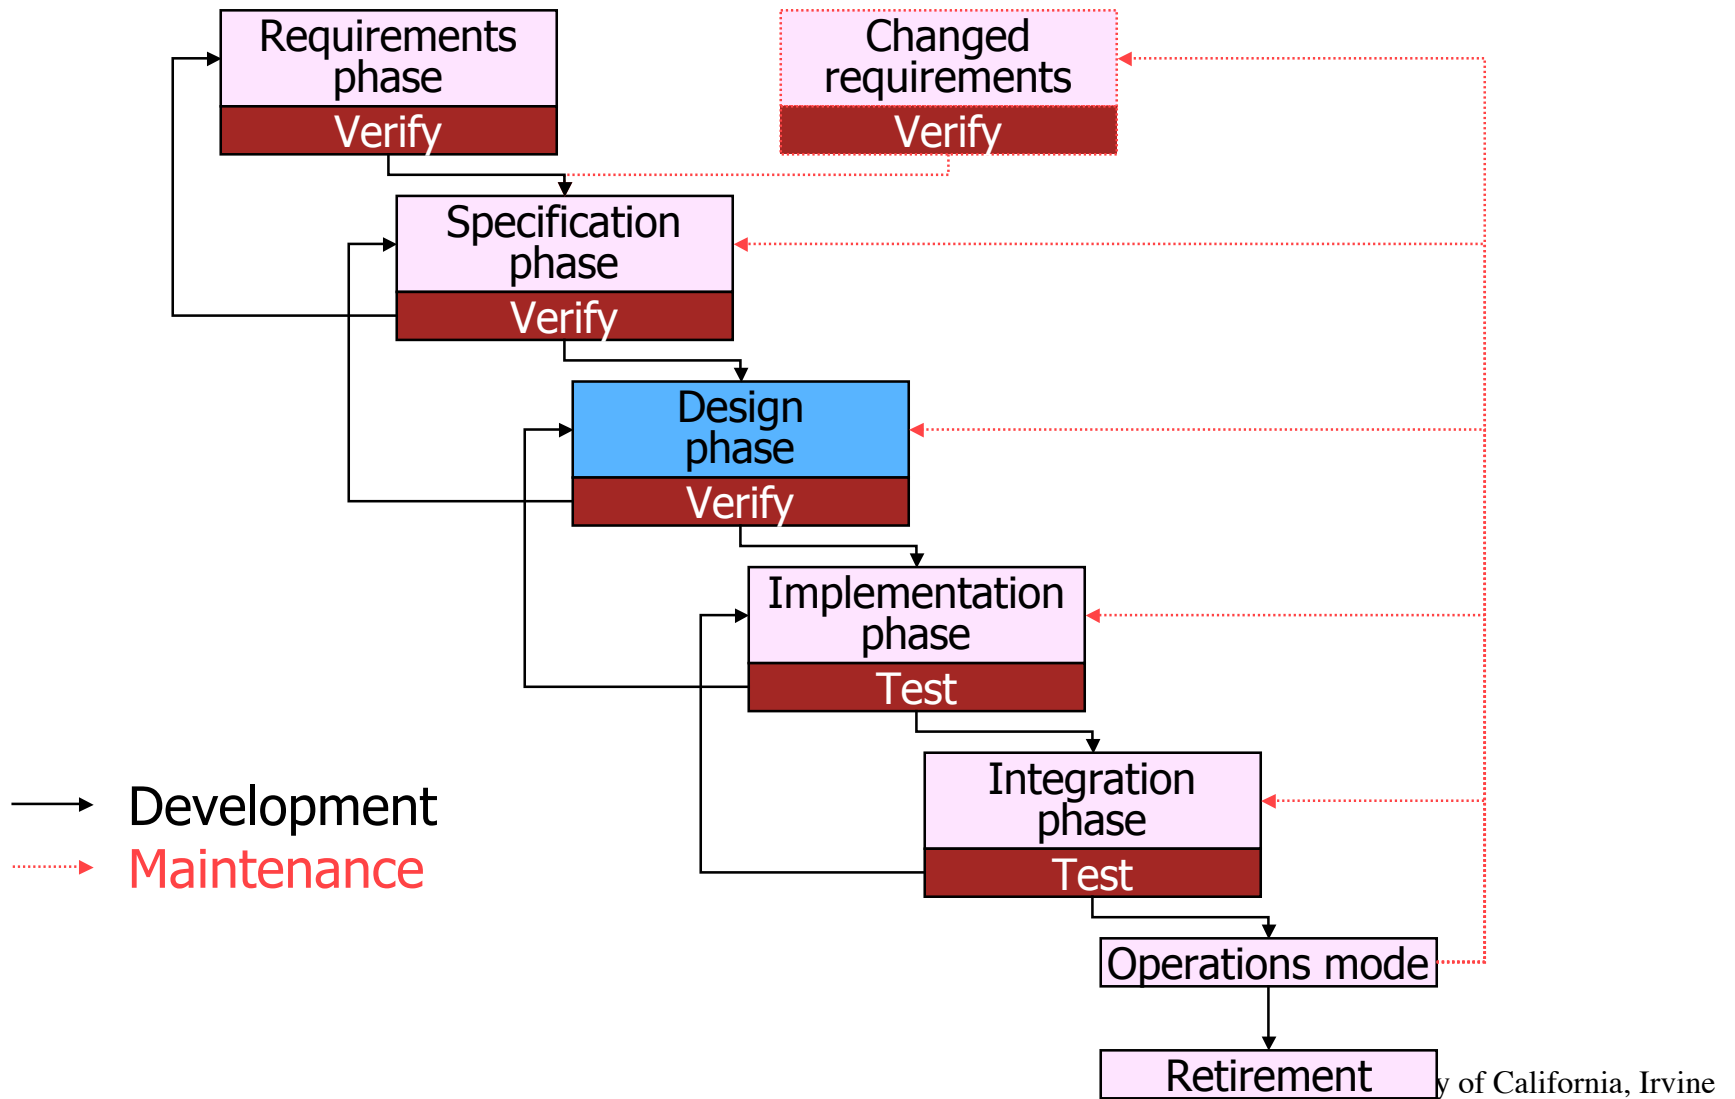 Requirements
phase
Verify
Changed
requirements
Verify
Specification
phase
Verify
Design
phase
Verify
Implementation
phase
Test
Integration
phase
Test
Development
Maintenance
Operations mode
Retirement
of California, Irvine